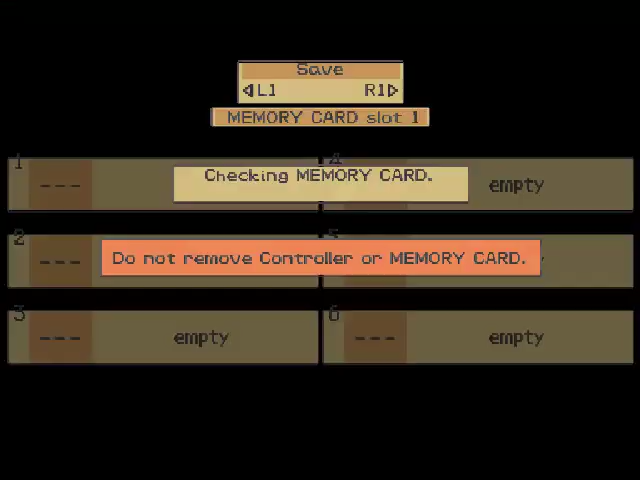 Save
L1 R1
MEMORY CARD slot 1
1 ---
Checking MEMORY CARD.
4 empty
2 ---
Do not remove Controller or MEMORY CARD.
5
3 --- empty
6 --- empty